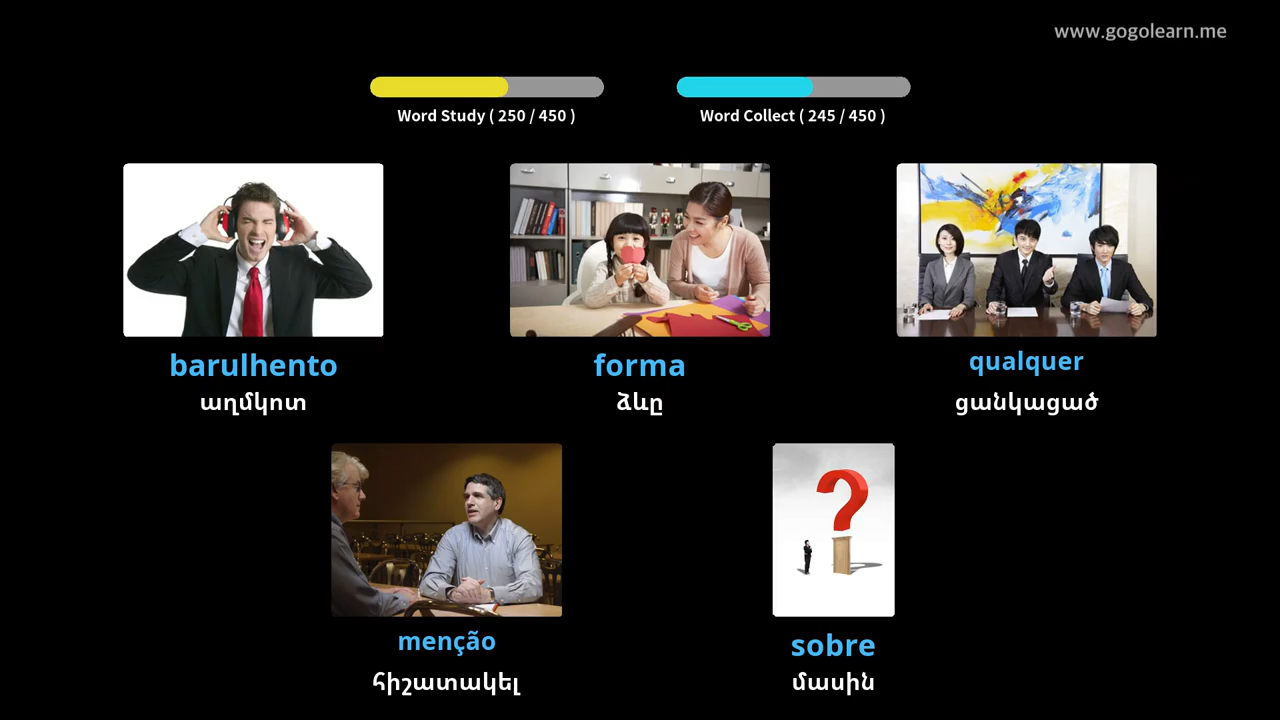 www.gogolearn.me
Word Study ( 250 / 450 )
Word Collect ( 245 / 450 )
barulhento
աղմկոտ
forma
ձևը
qualquer
ցանկացած
menção
հիշատակել
sobre
մասին